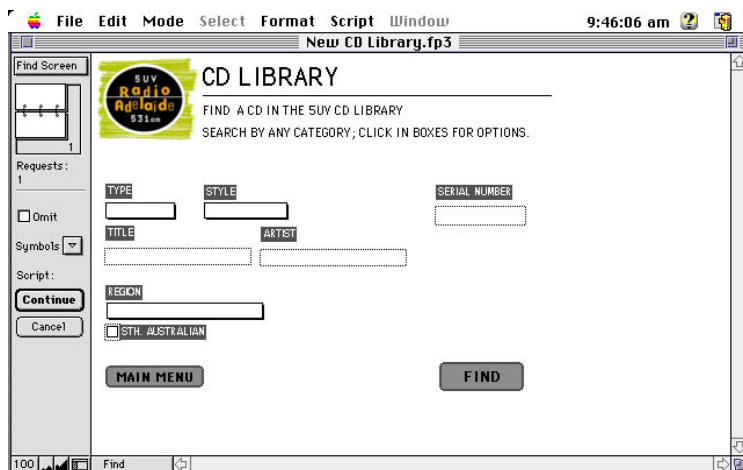 File Edit Mode Select Format Script Window 9:46:06 am
New CD Library.fp3
Find Screen
1
Requests:
1
Omit
Symbols
Script:
Continue
Cancel
5UV
Radio
Adelaide
531am
CD LIBRARY
FIND A CD IN THE 5UV CD LIBRARY
SEARCH BY ANY CATEGORY; CLICK IN BOXES FOR OPTIONS.
TYPE STYLE SERIAL NUMBER
TITLE ARTIST
REGION
STH. AUSTRALIAN
MAIN MENU FIND
100 Find